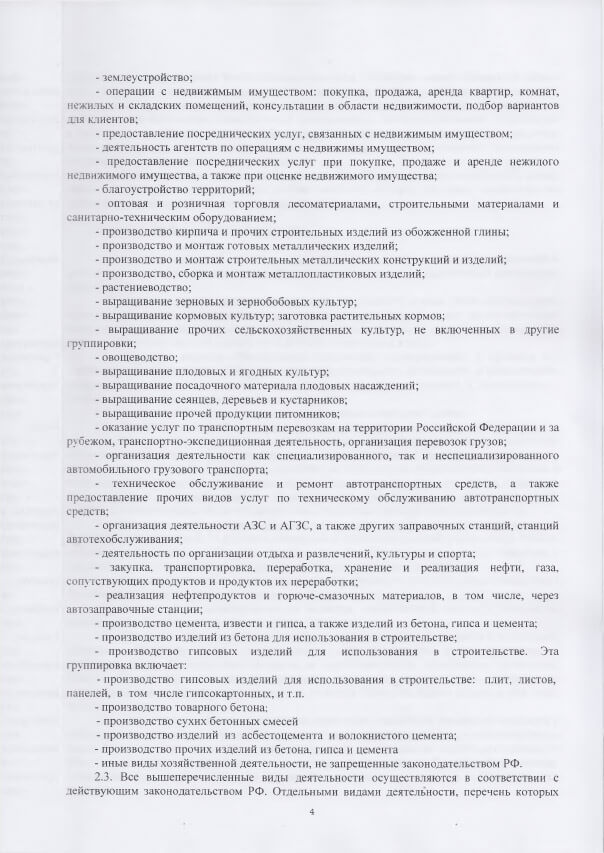 - землеустройство;
- операции с недвижимым имуществом: покупка, продажа, аренда квартир, комнат,
нежилых и складских помещений, консультации в области недвижимости, подбор вариантов
для клиентов;
- предоставление посреднических услуг, связанных с недвижимым имуществом;
- деятельность агентств по операциям с недвижимы имуществом;
- предоставление посреднических услуг при покупке, продаже и аренде нежилого
недвижимого имущества, а также при оценке недвижимого имущества;
- благоустройство территорий;
- оптовая и розничная торговля лесоматериалами, строительными материалами и
санитарно-техническим оборудованием;
- производство кирпича и прочих строительных изделий из обожженной глины;
- производство и монтаж готовых металлических изделий;
- производство и монтаж строительных металлических конструкций и изделий;
- производство, сборка и монтаж металлопластиковых изделий;
- растениеводство;
- выращивание зерновых и зернобобовых культур;
- выращивание кормовых культур; заготовка растительных кормов;
- выращивание прочих сельскохозяйственных культур, не включенных в другие
группировки;
- овощеводство;
- выращивание плодовых и ягодных культур;
- выращивание посадочного материала плодовых насаждений;
- выращивание сеянцев, деревьев и кустарников;
- выращивание прочей продукции питомников;
- оказание услуг по транспортным перевозкам на территории Российской Федерации и за
рубежом, транспортно-экспедиционная деятельность, организация перевозок грузов;
- организация деятельности как специализированного, так и неспециализированного
автомобильного грузового транспорта;
- техническое обслуживание и ремонт автотранспортных средств, а также
предоставление прочих видов услуг по техническому обслуживанию автотранспортных
средств;
- организация деятельности АЗС и АГЗС, а также других заправочных станций, станций
автотехобслуживания;
- деятельность по организации отдыха и развлечений, культуры и спорта;
- закупка, транспортировка, переработка, хранение и реализация нефти, газа,
сопутствующих продуктов и продуктов их переработки;
- реализация нефтепродуктов и горюче-смазочных материалов, в том числе, через
автозаправочные станции;
- производство цемента, извести и гипса, а также изделий из бетона, гипса и цемента;
- производство изделий из бетона для использования в строительстве;
- производство гипсовых изделий для использования в строительстве. Эта
группировка включает:
- производство гипсовых изделий для использования в строительстве: плит, листов,
панелей, в том числе гипсокартонных, и т.п.
- производство товарного бетона;
- производство сухих бетонных смесей
- производство изделий из асбестоцемента и волокнистого цемента;
- производство прочих изделий из бетона, гипса и цемента
- иные виды хозяйственной деятельности, не запрещенные законодательством РФ.
2.3. Все вышеперечисленные виды деятельности осуществляются в соответствии с
действующим законодательством РФ. Отдельными видами деятельности, перечень которых
4